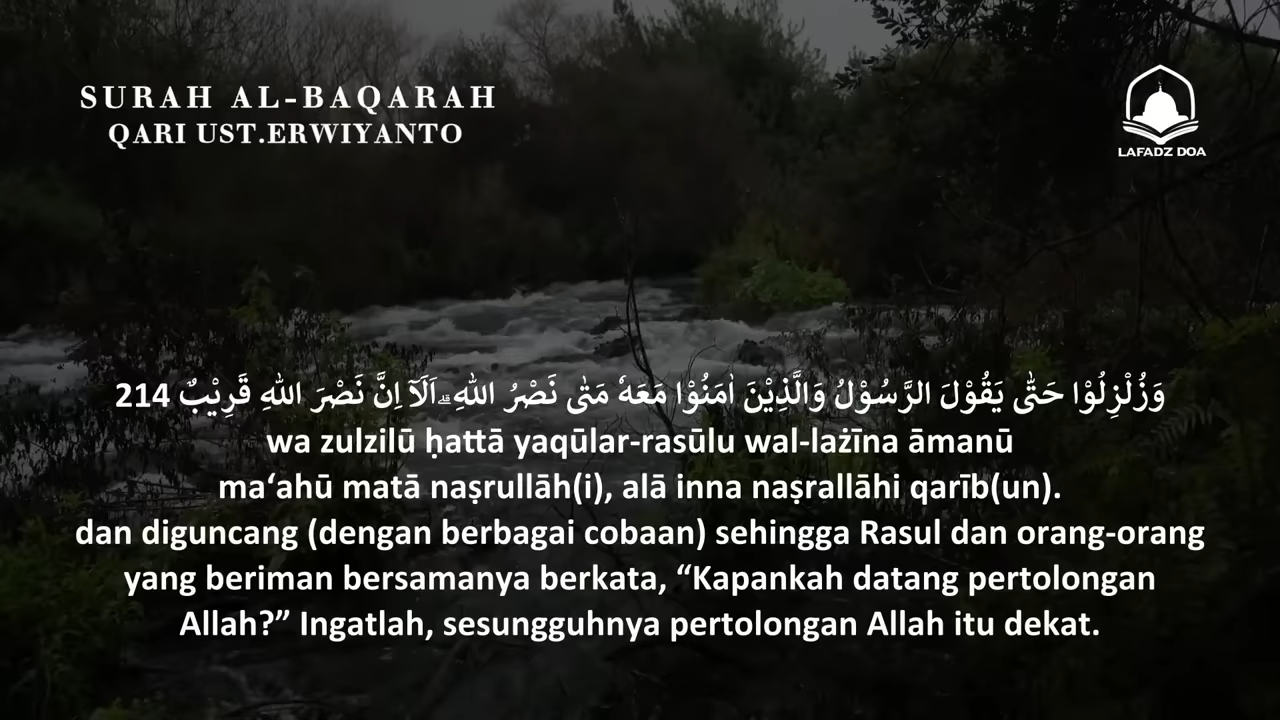 SURAH AL-BAQARAH
QARI UST.ERWIYANTO
LAFADZ DOA
وَزُلْزِلُوْا حَتّٰى يَقُوْلَ الرَّسُوْلُ وَالَّذِيْنَ اٰمَنُوْا مَعَهٗ مَتٰى نَصْرُ اللّٰهِ ۗ اَلَآ اِنَّ نَصْرَ اللّٰهِ قَرِيْبٌ 214
wa zulzilū ḥattā yaqūlar-rasūlu wal-lażīna āmanū
ma‘ahū matā naṣrullāh(i), alā inna naṣrallāhi qarīb(un).
dan diguncang (dengan berbagai cobaan) sehingga Rasul dan orang-orang
yang beriman bersamanya berkata, “Kapankah datang pertolongan
Allah?” Ingatlah, sesungguhnya pertolongan Allah itu dekat.